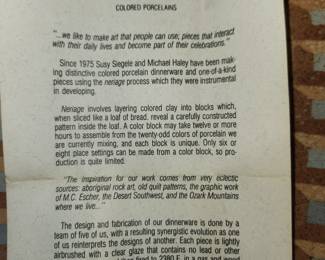 COLORED PORCELAINS
"...we like to make art that people can use; pieces that interact
with their daily lives and become part of their celebrations."
Since 1975 Susy Siegele and Michael Haley have been mak-
ing distinctive colored porcelain dinnerware and one-of-a-kind
pieces using the neriage process which they were instrumental
in developing.
Neriage involves layering colored clay into blocks which,
when sliced like a loaf of bread, reveal a carefully constructed
pattern inside the loaf. A color block may take twelve or more
hours to assemble from the twenty-odd colors of porcelain we
are currently mixing, and each block is unique. Only six or
eight place settings can be made from a color block, so pro-
duction is quite limited.
"The inspiration for our work comes from very eclectic
sources: aboriginal rock art, old quilt patterns, the graphic work
of M.C. Escher, the Desert Southwest, and the Ozark Mountains
where we live..."
The design and fabrication of our dinnerware is done by a
team of five of us, with a resulting synergistic evolution as one
of us reinterprets the designs of another. Each piece is lightly
airbrushed with a clear glaze that contains no lead or other
fired to 2380 F. in a gas and wood